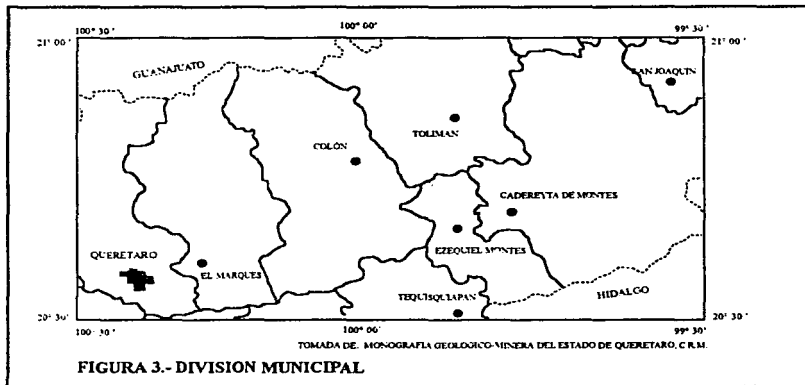 100° 30' 100° 00' 99° 30'
21° 00' 21° 00'
GUANAJUATO
SAN JOAQUIN
TOLIMAN
COLÓN
CADEREYTA DE MONTES
QUERETARO
EZEQUIEL MONTES
EL MARQUES
TEQUISQUIAPAN
HIDALGO
20° 30' 20° 30'
100° 30' 100° 00' 99° 30'
TOMADA DE. MONOGRAFIA GEOLOGICO-MINERA DEL ESTADO DE QUERETARO, C R.M.
FIGURA 3.- DIVISION MUNICIPAL